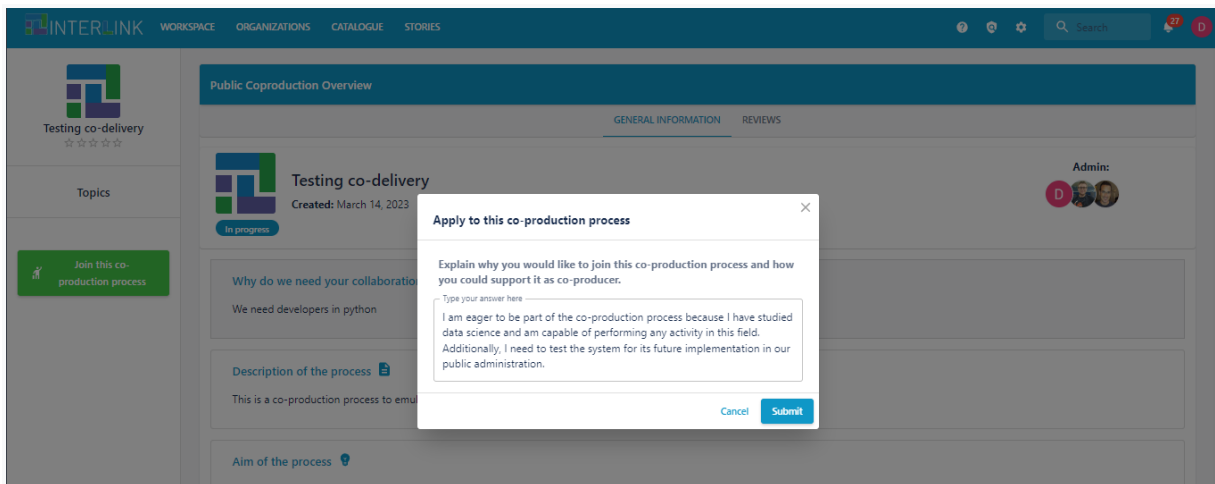 INTERLINK WORKSPACE ORGANIZATIONS CATALOGUE STORIES Search 27 D
Testing co-delivery
Topics
Join this co-
production process
Public Coproduction Overview
GENERAL INFORMATION REVIEWS
Testing co-delivery
Created: March 14, 2023
In progress
Admin:
D
Why do we need your collaboratio
We need developers in python
Description of the process
This is a co-production process to emul
Aim of the process
Apply to this co-production process
Explain why you would like to join this co-production process and how
you could support it as co-producer.
Type your answer here
I am eager to be part of the co-production process because I have studied
data science and am capable of performing any activity in this field.
Additionally, I need to test the system for its future implementation in our
public administration.
Cancel Submit